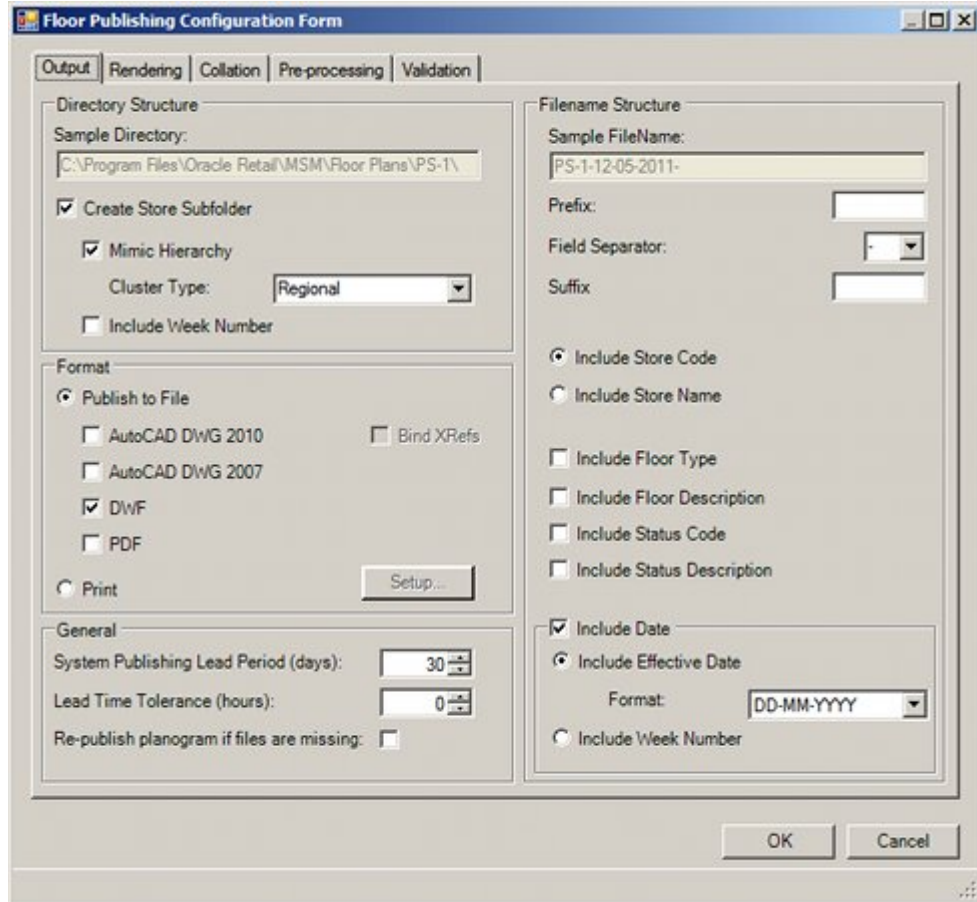 Floor Publishing Configuration Form
Output Rendering Collation Pre-processing Validation
Directory Structure
Sample Directory:
C:\Program Files\Oracle Retail\MSM\Floor Plans\PS-1\
Create Store Subfolder
Mimic Hierarchy
Cluster Type: Regional
Include Week Number
Format
Publish to File
AutoCAD DWG 2010 Bind XRefs
AutoCAD DWG 2007
DWF
PDF
Print Setup...
General
System Publishing Lead Period (days): 30
Lead Time Tolerance (hours): 0
Re-publish planogram if files are missing:
Filename Structure
Sample FileName:
PS-1-12-05-2011-
Prefix:
Field Separator: -
Suffix
Include Store Code
Include Store Name
Include Floor Type
Include Floor Description
Include Status Code
Include Status Description
Include Date
Include Effective Date
Format: DD-MM-YYYY
Include Week Number
OK Cancel